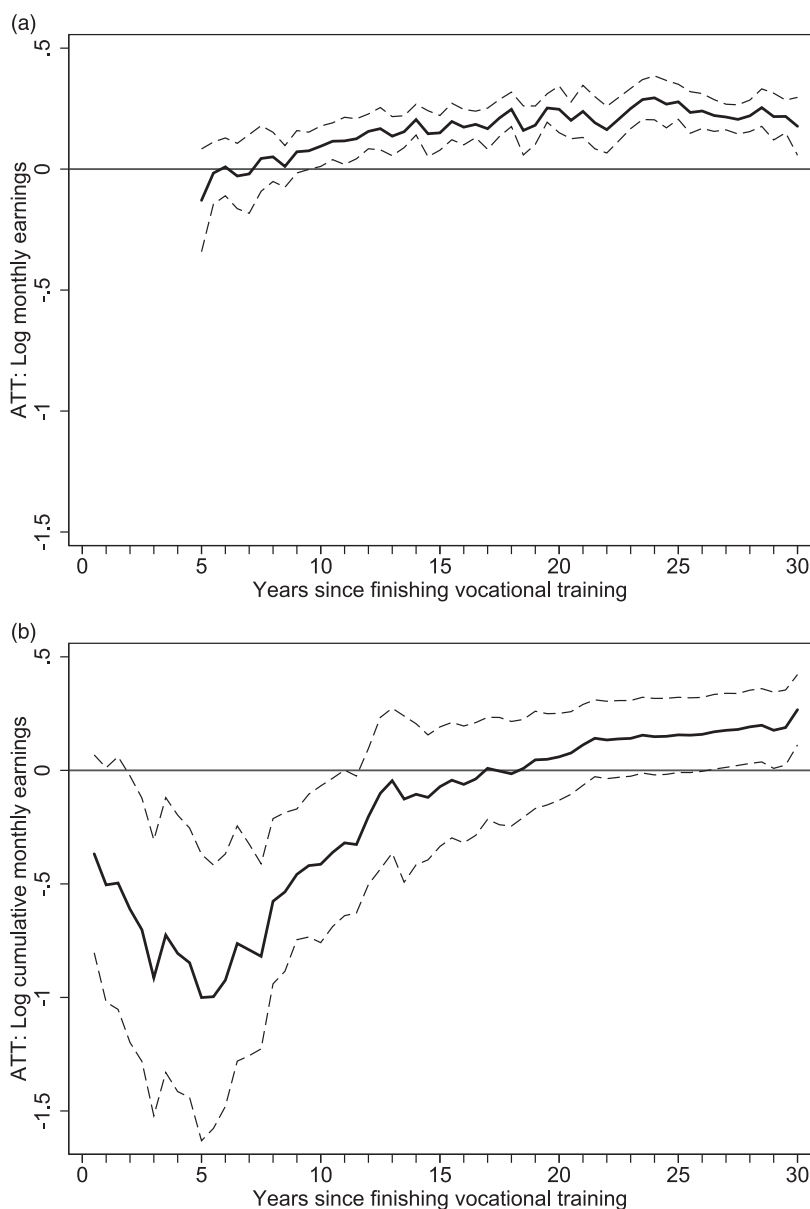 (a)
ATT: Log monthly earnings
.5
0
-.5
-1
-1.5
0 5 10 15 20 25 30
Years since finishing vocational training
(b)
ATT: Log cumulative monthly earnings
.5
0
-.5
-1
-1.5
0 5 10 15 20 25 30
Years since finishing vocational training